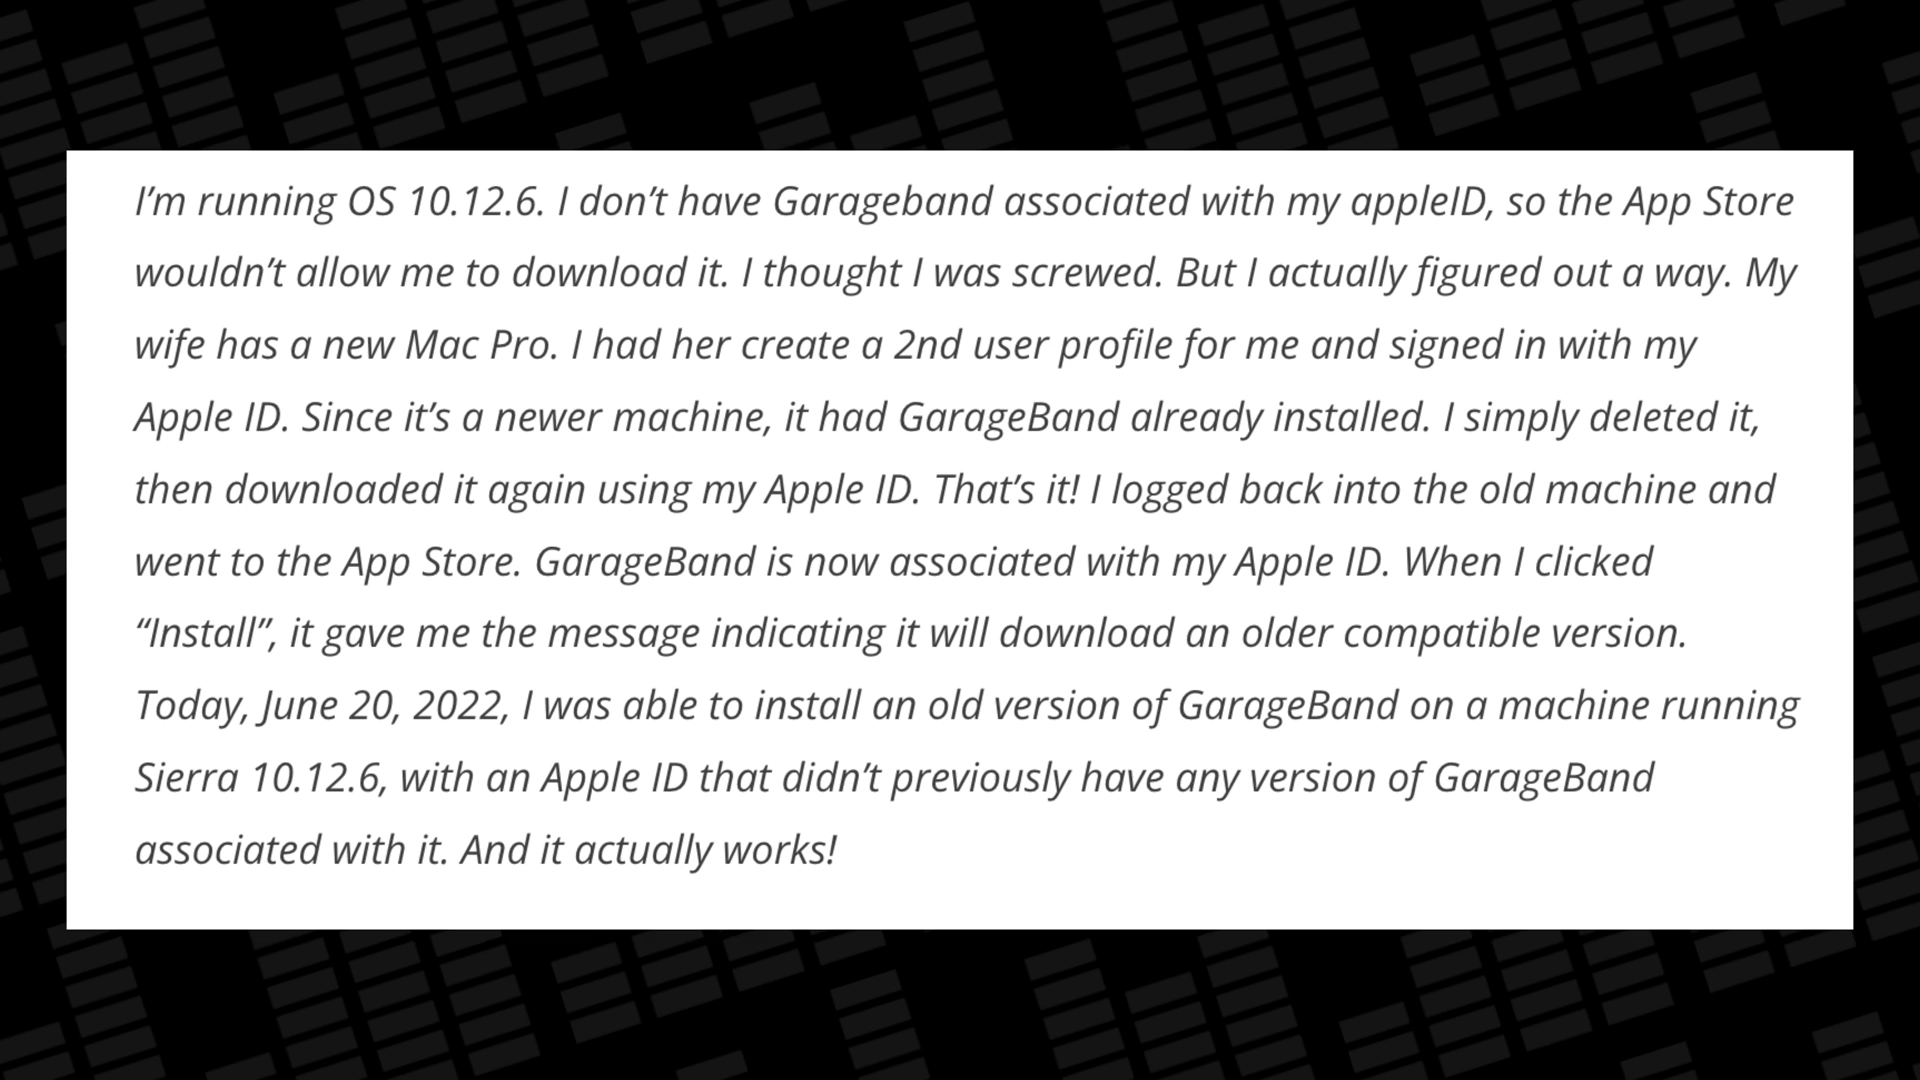 I’m running OS 10.12.6. I don’t have Garageband associated with my appleID, so the App Store
wouldn’t allow me to download it. I thought I was screwed. But I actually figured out a way. My
wife has a new Mac Pro. I had her create a 2nd user profile for me and signed in with my
Apple ID. Since it’s a newer machine, it had GarageBand already installed. I simply deleted it,
then downloaded it again using my Apple ID. That’s it! I logged back into the old machine and
went to the App Store. GarageBand is now associated with my Apple ID. When I clicked
“Install”, it gave me the message indicating it will download an older compatible version.
Today, June 20, 2022, I was able to install an old version of GarageBand on a machine running
Sierra 10.12.6, with an Apple ID that didn’t previously have any version of GarageBand
associated with it. And it actually works!